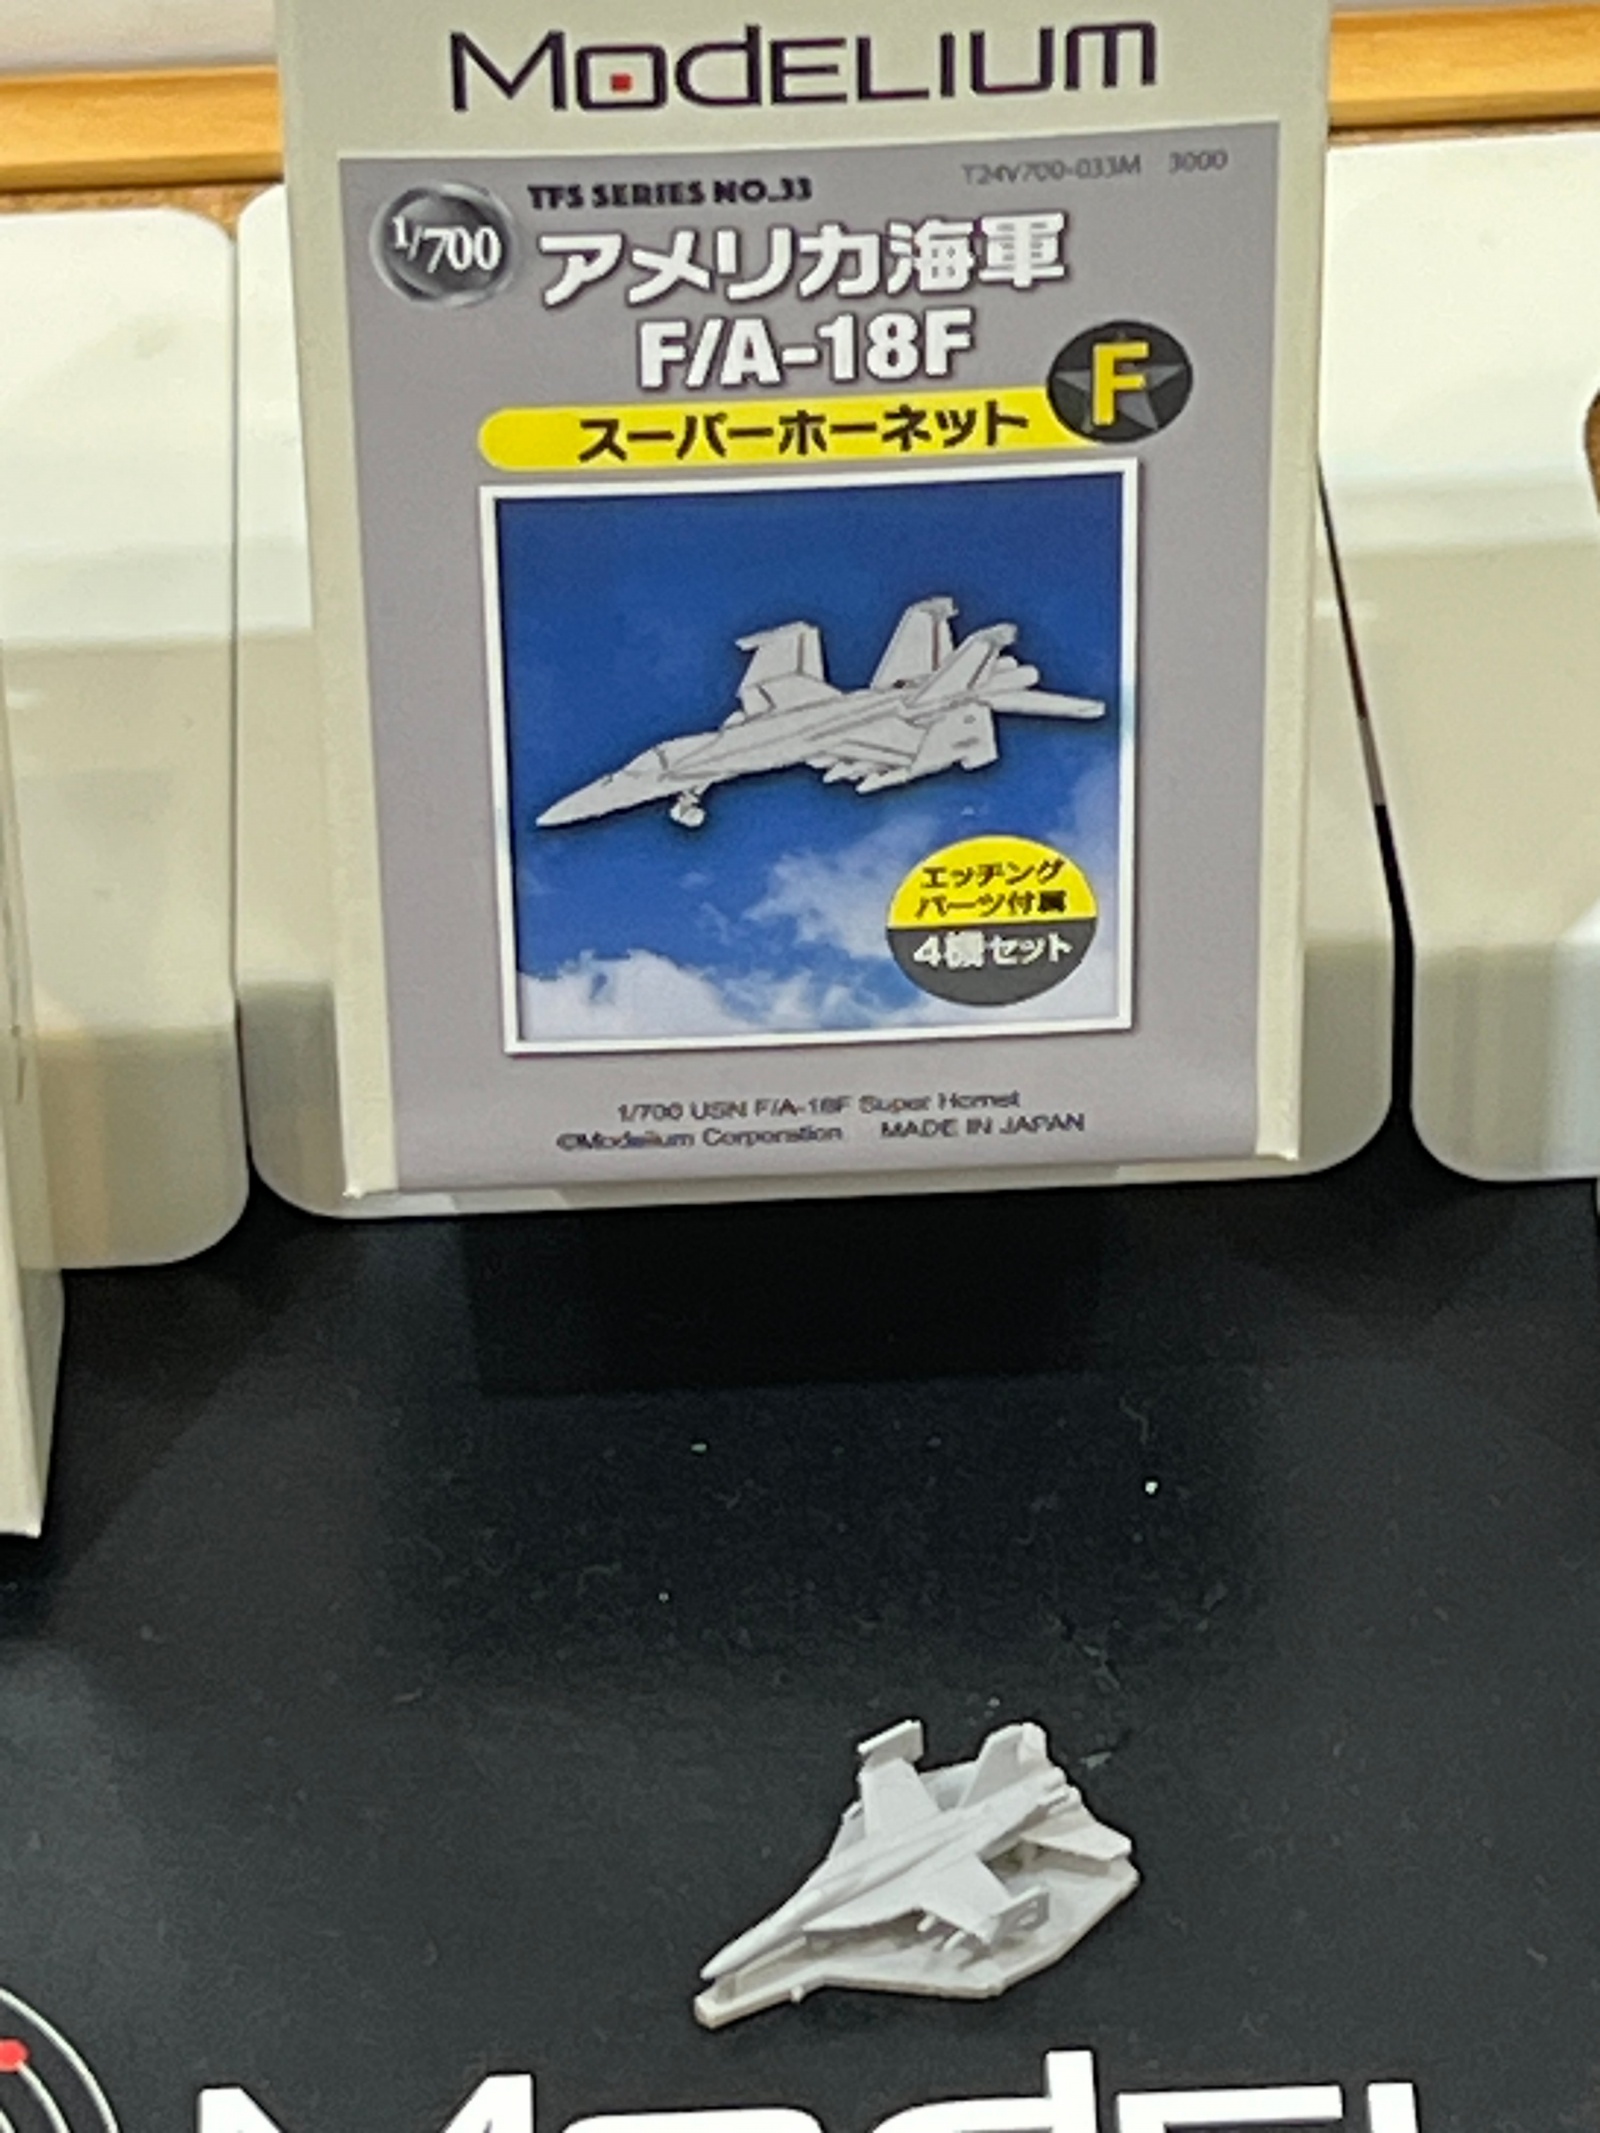 MODELIUM
T24V700-033M 3000
TFS SERIES NO.33
1/700
アメリカ海軍
F/A-18F
F
スーパーホーネット
エッチング
パーツ付属
4機セット
1/700 USN F/A-18F Super Hornet
©Modelium Corporation MADE IN JAPAN
MODEL